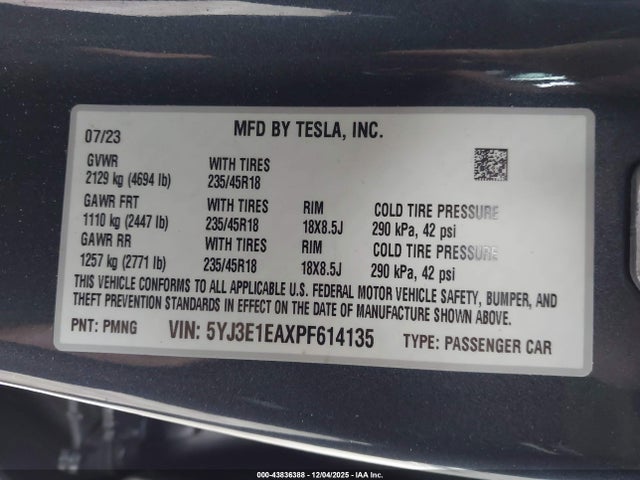 07/23 MFD BY TESLA, INC.
GVWR WITH TIRES
2129 kg (4694 lb) 235/45R18
GAWR FRT WITH TIRES RIM COLD TIRE PRESSURE
1110 kg (2447 lb) 235/45R18 18X8.5J 290 kPa, 42 psi
GAWR RR WITH TIRES RIM COLD TIRE PRESSURE
1257 kg (2771 lb) 235/45R18 18X8.5J 290 kPa, 42 psi
THIS VEHICLE CONFORMS TO ALL APPLICABLE U.S. FEDERAL MOTOR VEHICLE SAFETY, BUMPER, AND
THEFT PREVENTION STANDARDS IN EFFECT ON THE DATE OF MANUFACTURE SHOWN ABOVE.
PNT: PMNG VIN: 5YJ3E1EAXPF614135 TYPE: PASSENGER CAR
000-43836388 - 12/04/2025 - IAA Inc.